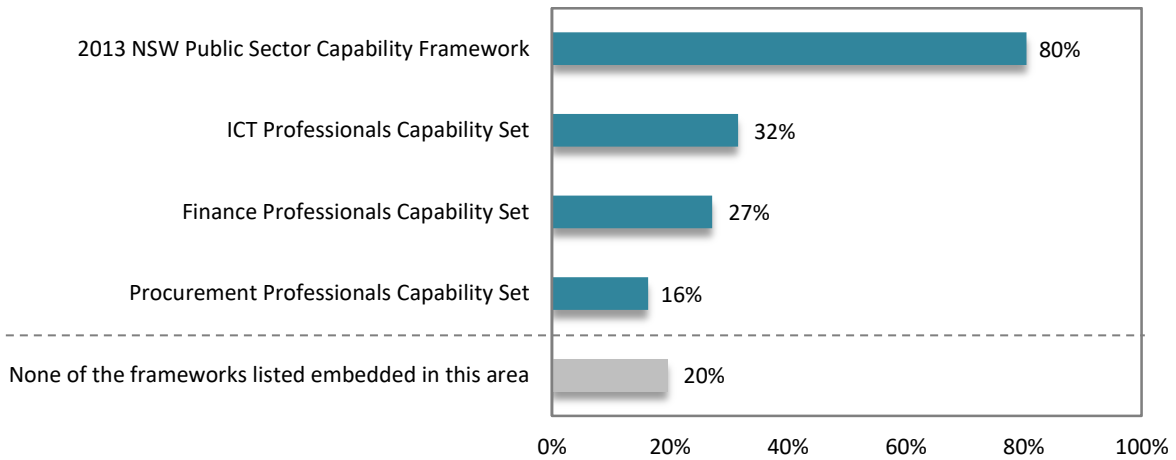 2013 NSW Public Sector Capability Framework 80%
ICT Professionals Capability Set 32%
Finance Professionals Capability Set 27%
Procurement Professionals Capability Set 16%
None of the frameworks listed embedded in this area 20%
0% 20% 40% 60% 80% 100%